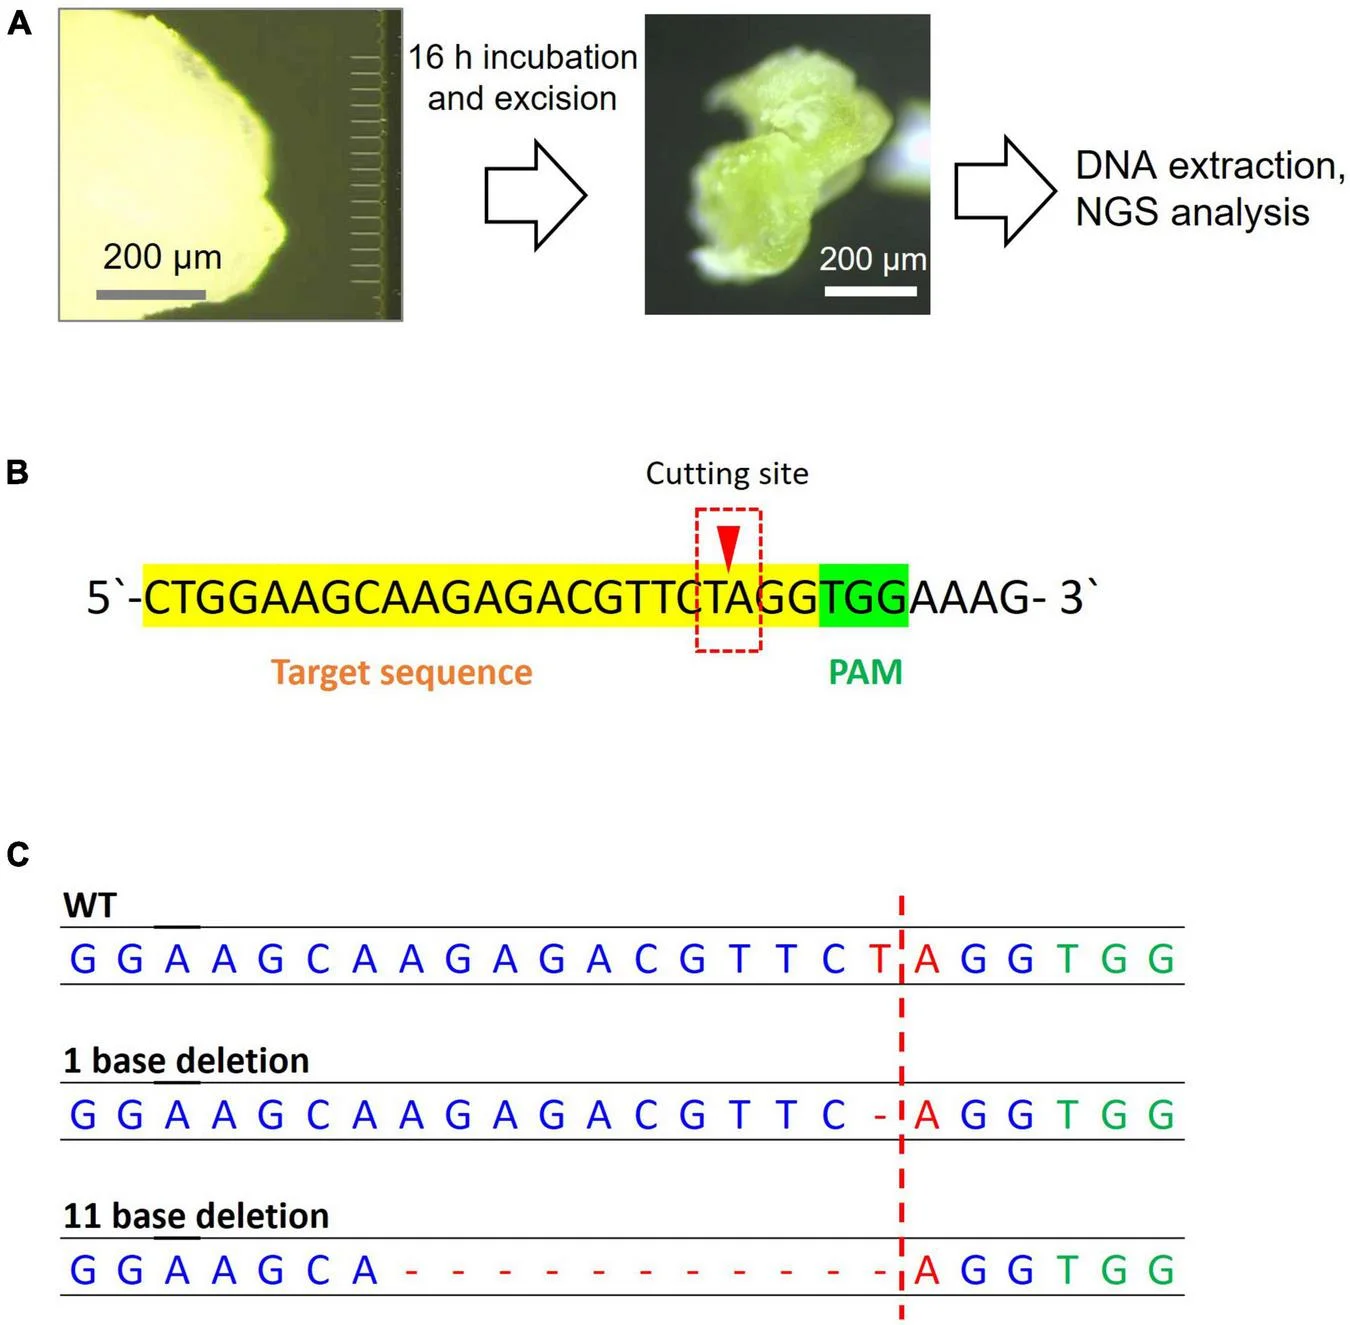 A
200 µm
16 h incubation
and excision
200 µm
DNA extraction,
NGS analysis
B
Cutting site
5`-CTGGAAGCAAGAGACGTTCTAGGTGGAAAG- 3`
Target sequence
PAM
C
WT
G G A A G C A A G A G A C G T T C T A G G T G G
1 base deletion
G G A A G C A A G A G A C G T T C - A G G T G G
11 base deletion
G G A A G C A - - - - - - - - - - - A G G T G G